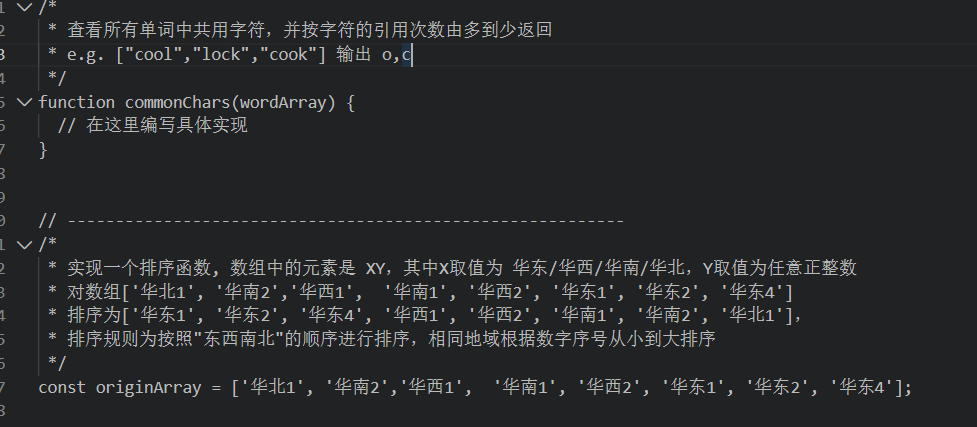 1 /*
2 * 查看所有单词中共用字符，并按字符的引用次数由多到少返回
3 * e.g. ["cool","lock","cook"] 输出 o,c
4 */
5 function commonChars(wordArray) {
6 // 在这里编写具体实现
7 }
8
9
0 // ----------------------------------------------------------
1 /*
2 * 实现一个排序函数, 数组中的元素是 XY，其中X取值为 华东/华西/华南/华北，Y取值为任意正整数
3 * 对数组['华北1', '华南2','华西1',  '华南1', '华西2', '华东1', '华东2', '华东4']
4 * 排序为['华东1', '华东2', '华东4', '华西1', '华西2', '华南1', '华南2', '华北1']，
5 * 排序规则为按照"东西南北"的顺序进行排序，相同地域根据数字序号从小到大排序
6 */
7 const originArray = ['华北1', '华南2','华西1',  '华南1', '华西2', '华东1', '华东2', '华东4'];
8